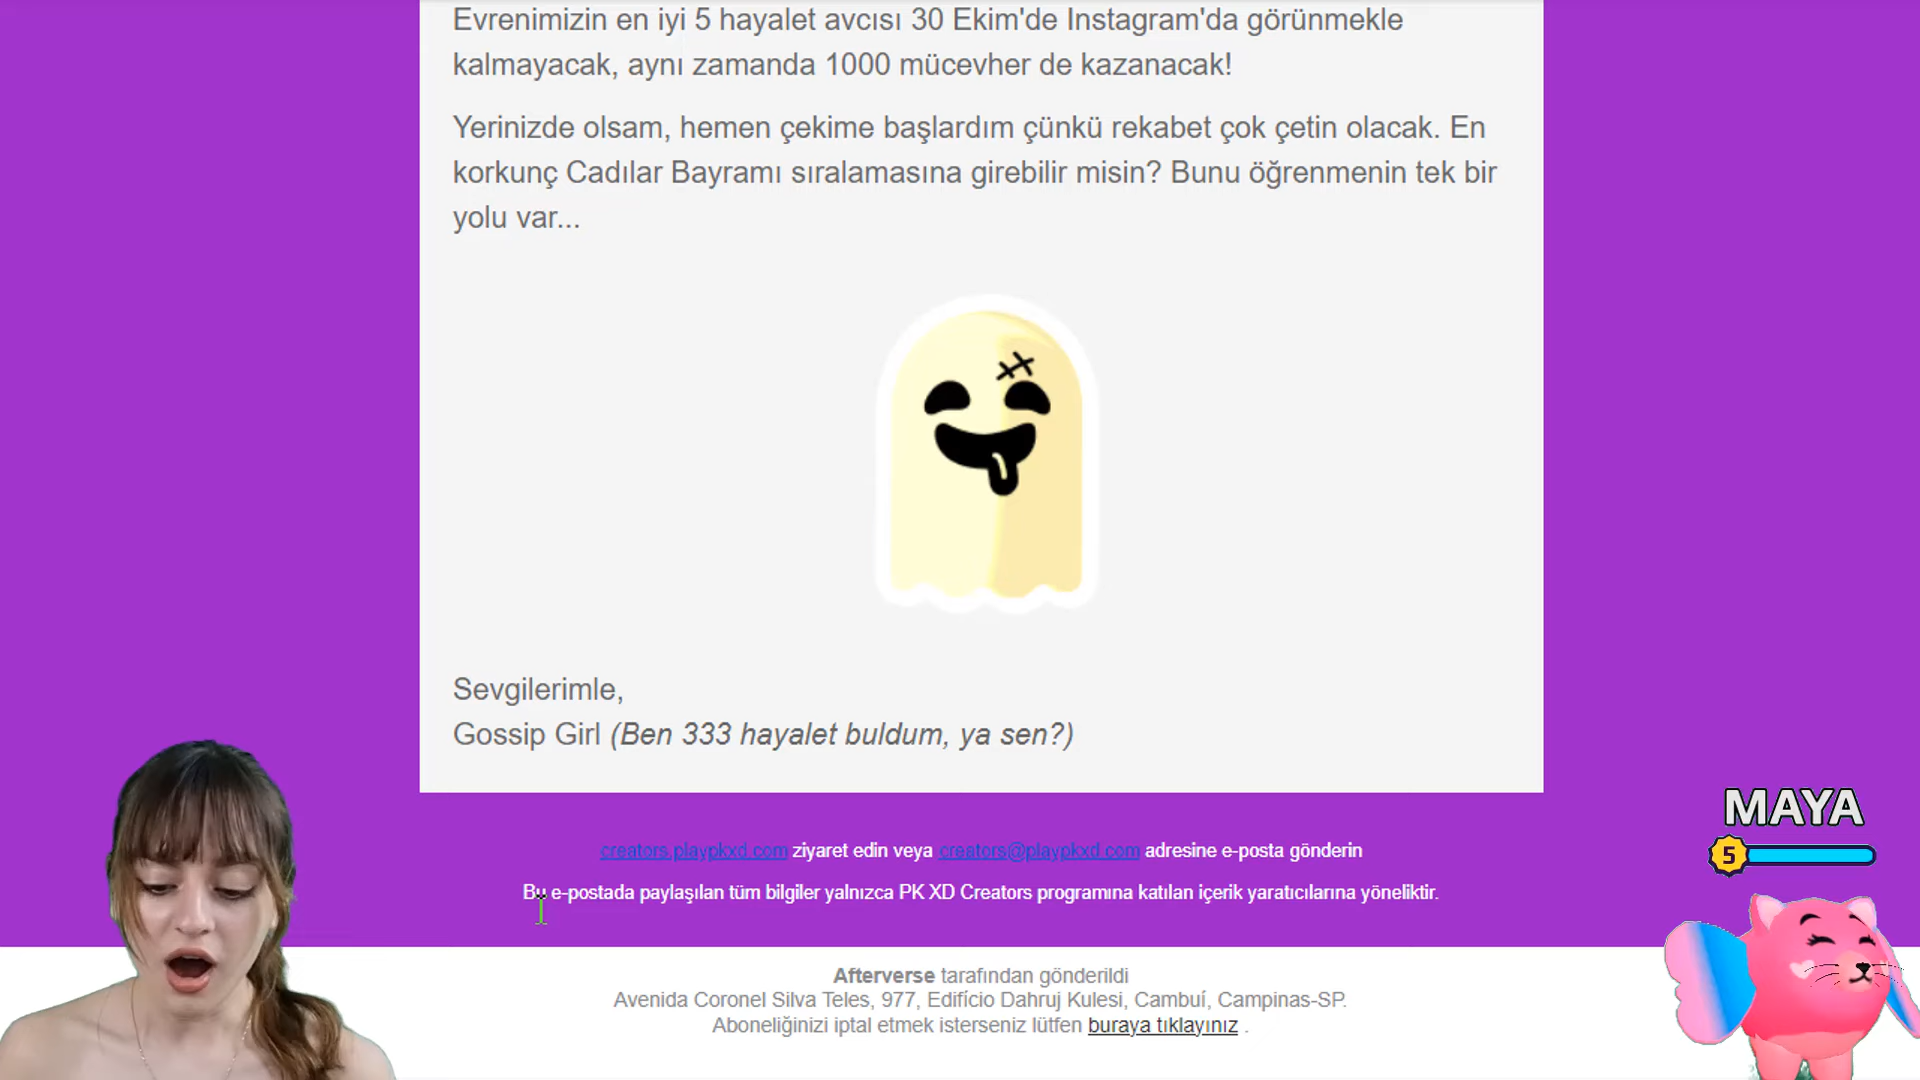 Evrenimizin en iyi 5 hayalet avcısı 30 Ekim'de Instagram'da görünmekle
kalmayacak, aynı zamanda 1000 mücevher de kazanacak!
Yerinizde olsam, hemen çekime başlardım çünkü rekabet çok çetin olacak. En
korkunç Cadılar Bayramı sıralamasına girebilir misin? Bunu öğrenmenin tek bir
yolu var...
Sevgilerimle,
Gossip Girl (Ben 333 hayalet buldum, ya sen?)
MAYA
5
creators.playpkxd.com ziyaret edin veya creators@playpkxd.com adresine e-posta gönderin
Bu e-postada paylaşılan tüm bilgiler yalnızca PK XD Creators programına katılan içerik yaratıcılarına yöneliktir.
Afterverse tarafından gönderildi
Avenida Coronel Silva Teles, 977, Edifício Dahruj Kulesi, Cambuí, Campinas-SP.
Aboneliğinizi iptal etmek isterseniz lütfen buraya tıklayınız .